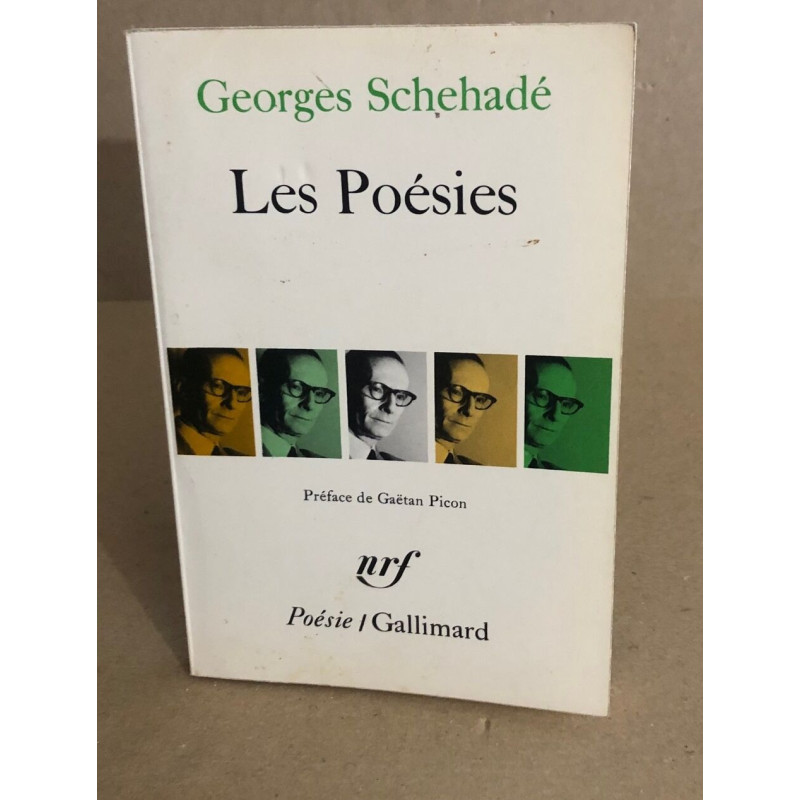 Georges Schehadé
Les Poésies
Préface de Gaëtan Picon
nrf
Poésie / Gallimard